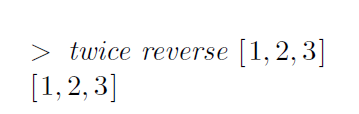 > twice reverse [1, 2, 3]
[1, 2, 3]